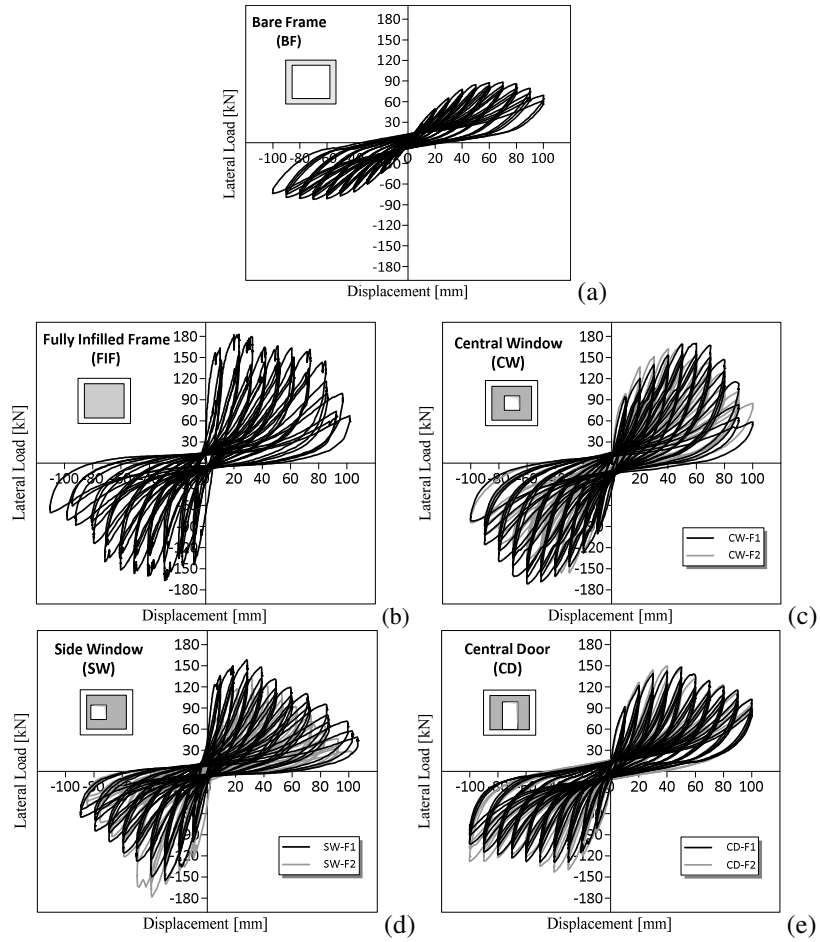 Bare Frame
(BF)
Lateral Load [kN]
180
150
120
90
60
30
-100 -80 -60 0 20 40 60 80 100
-60
-90
-120
-150
-180
Displacement [mm]
(a)
Fully Infilled Frame
(FIF)
Lateral Load [kN]
180
150
120
90
60
30
-100 -80 -60 20 40 60 80 100
-120
-150
-180
Displacement [mm]
(b)
Central Window
(CW)
Lateral Load [kN]
180
150
120
90
60
30
-100 -80 -60 20 40 60 80 100
-120
-150
-180
CW-F1
CW-F2
Displacement [mm]
(c)
Side Window
(SW)
Lateral Load [kN]
180
150
120
90
60
30
-100 -80 20 40 60 80 100
-90
-120
-150
-180
SW-F1
SW-F2
Displacement [mm]
(d)
Central Door
(CD)
Lateral Load [kN]
180
150
120
90
60
30
-100 -80 20 40 60 80 100
-90
-120
-150
-180
CD-F1
CD-F2
Displacement [mm]
(e)